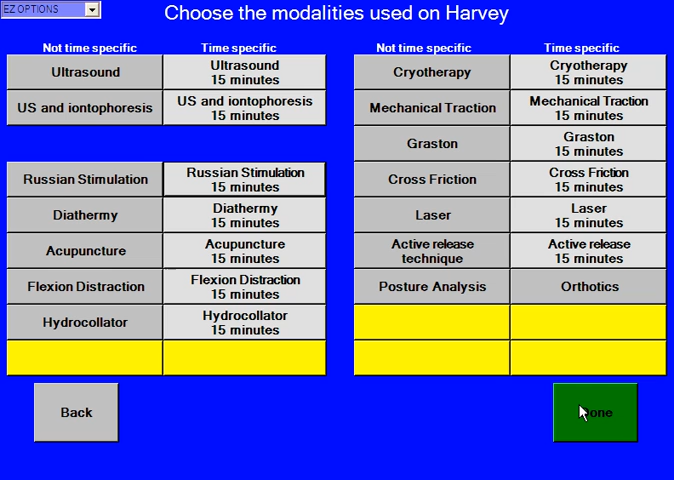 EZ OPTIONS
Choose the modalities used on Harvey
Not time specific
Time specific
Not time specific
Time specific
Ultrasound
Ultrasound
15 minutes
US and iontophoresis
US and iontophoresis
15 minutes
Russian Stimulation
Russian Stimulation
15 minutes
Diathermy
Diathermy
15 minutes
Acupuncture
Acupuncture
15 minutes
Flexion Distraction
Flexion Distraction
15 minutes
Hydrocollator
Hydrocollator
15 minutes
Cryotherapy
Cryotherapy
15 minutes
Mechanical Traction
Mechanical Traction
15 minutes
Graston
Graston
15 minutes
Cross Friction
Cross Friction
15 minutes
Laser
Laser
15 minutes
Active release
technique
Active release
15 minutes
Posture Analysis
Orthotics
Back
Done